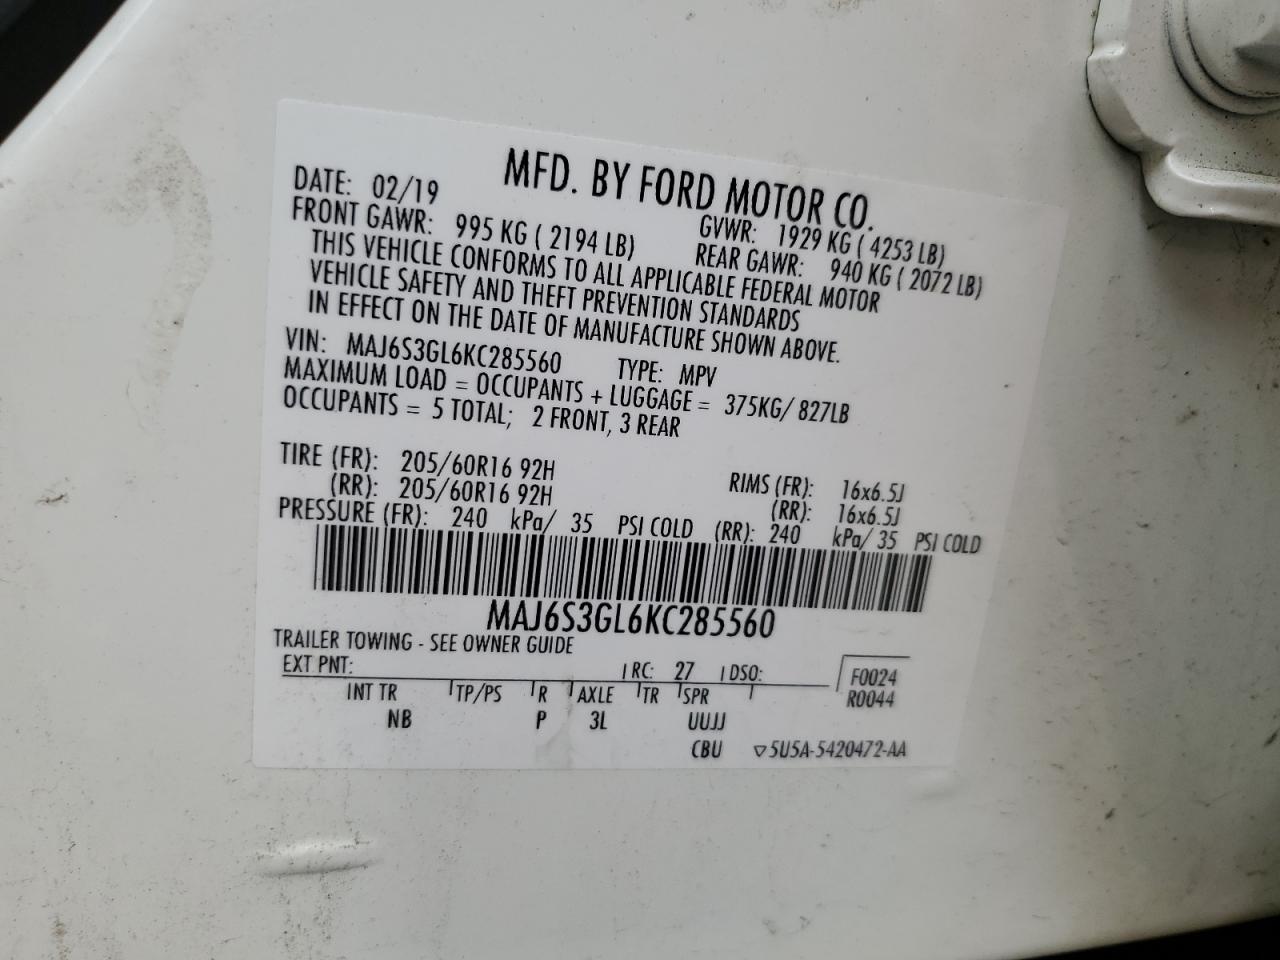 MFD. BY FORD MOTOR CO.
DATE: 02/19 GVWR: 1929 KG ( 4253 LB)
FRONT GAWR: 995 KG ( 2194 LB) REAR GAWR: 940 KG ( 2072 LB)
THIS VEHICLE CONFORMS TO ALL APPLICABLE FEDERAL MOTOR
VEHICLE SAFETY AND THEFT PREVENTION STANDARDS
IN EFFECT ON THE DATE OF MANUFACTURE SHOWN ABOVE.
VIN: MAJ6S3GL6KC285560 TYPE: MPV
MAXIMUM LOAD = OCCUPANTS + LUGGAGE = 375KG/ 827LB
OCCUPANTS = 5 TOTAL; 2 FRONT, 3 REAR
TIRE (FR): 205/60R16 92H RIMS (FR): 16x6.5J
(RR): 205/60R16 92H (RR): 16x6.5J
PRESSURE (FR): 240 kPa/ 35 PSI COLD (RR): 240 kPa/ 35 PSI COLD
MAJ6S3GL6KC285560
TRAILER TOWING - SEE OWNER GUIDE
EXT PNT: RC: 27 DSO: F0024
INT TR TP/PS R AXLE TR SPR R0044
NB P 3L UUJJ
CBU ▽5U5A-5420472-AA